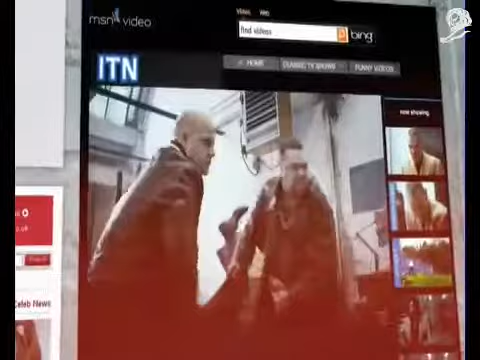 msn video
VIDEO WEB
find videos
bing
ITN
HOME
CLASSIC TV SHOWS
FUNNY VIDEOS
now showing
Celeb News